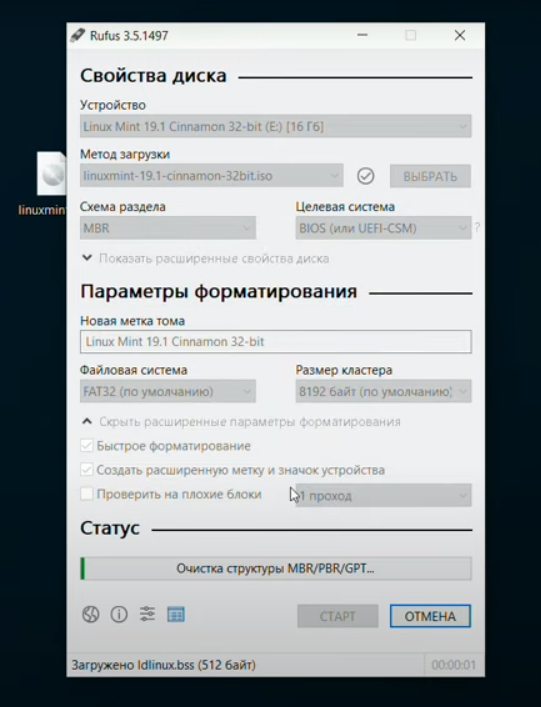 Rufus 3.5.1497
Свойства диска
Устройство
Linux Mint 19.1 Cinnamon 32-bit (E:) [16 Гб]
Метод загрузки
linuxmint-19.1-cinnamon-32bit.iso
ВЫБРАТЬ
linuxmin
Схема раздела
Целевая система
MBR
BIOS (или UEFI-CSM)
?
Показать расширенные свойства диска
Параметры форматирования
Новая метка тома
Linux Mint 19.1 Cinnamon 32-bit
Файловая система
Размер кластера
FAT32 (по умолчанию)
8192 байт (по умолчанию)
Скрыть расширенные параметры форматирования
Быстрое форматирование
Создать расширенную метку и значок устройства
Проверить на плохие блоки
1 проход
Статус
Очистка структуры MBR/PBR/GPT...
СТАРТ
ОТМЕНА
Загружено ldlinux.bss (512 байт)
00:00:01